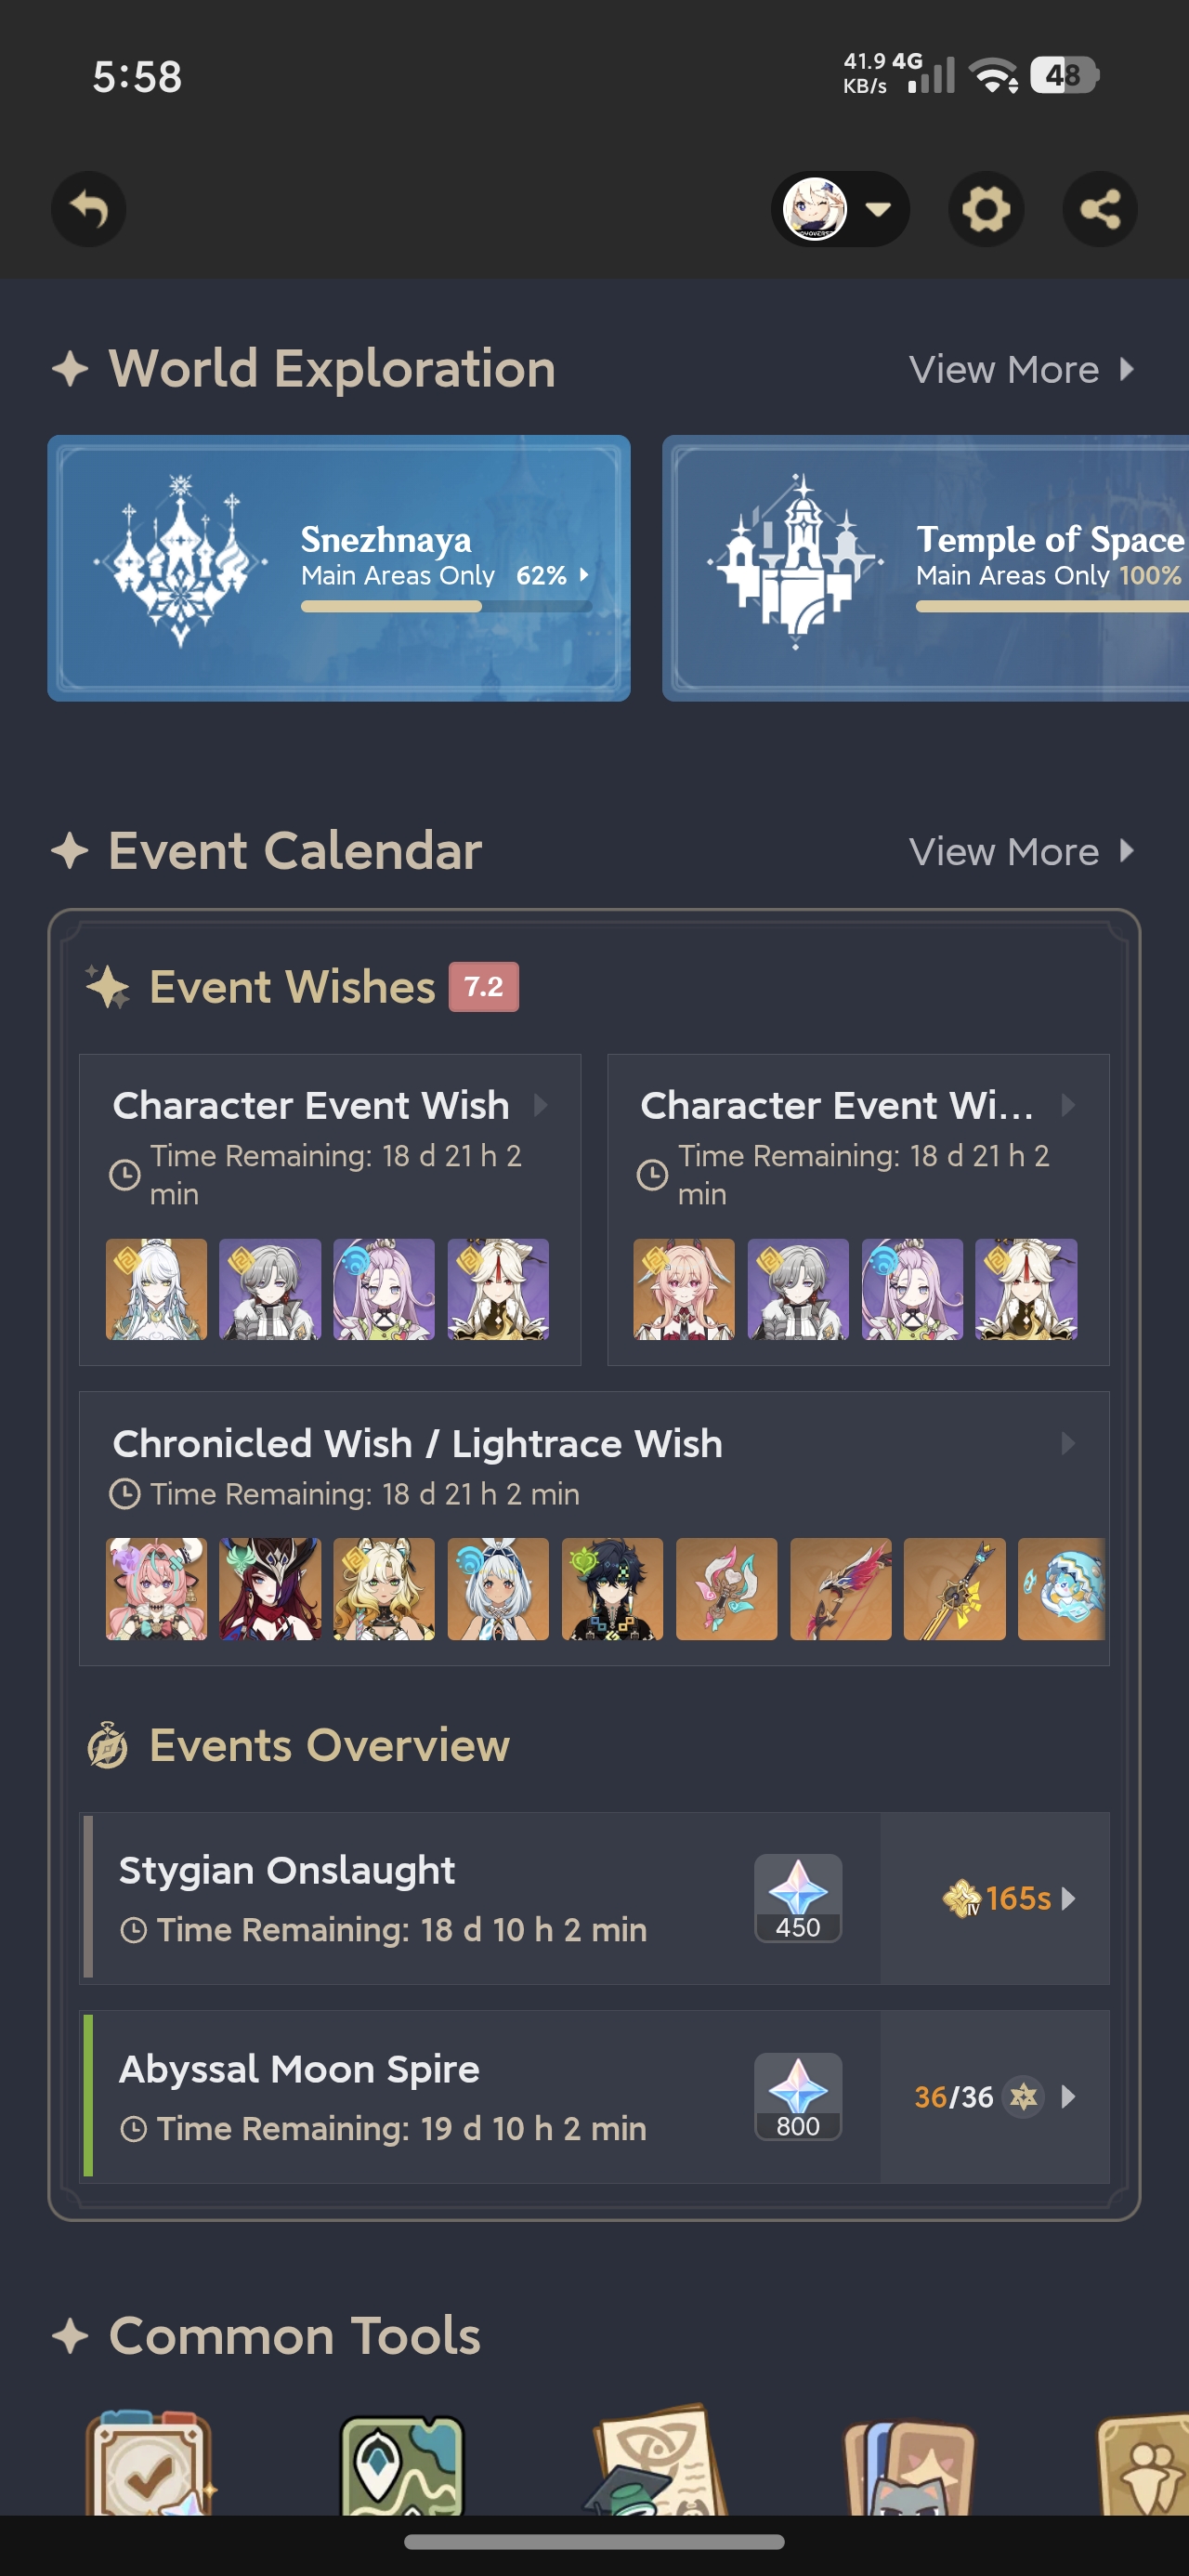 5:58
41.9 4G
KB/s
48
World Exploration
View More
Snezhnaya
Main Areas Only 62%
Temple of Space
Main Areas Only 100%
Event Calendar
View More
Event Wishes 7.2
Character Event Wish
Time Remaining: 18 d 21 h 2
min
Character Event Wi...
Time Remaining: 18 d 21 h 2
min
Chronicled Wish / Lightrace Wish
Time Remaining: 18 d 21 h 2 min
Events Overview
Stygian Onslaught
Time Remaining: 18 d 10 h 2 min
450
IV
165s
Abyssal Moon Spire
Time Remaining: 19 d 10 h 2 min
800
36/36
Common Tools